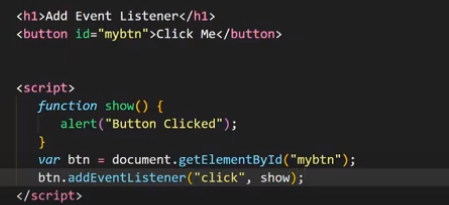 <h1>Add Event Listener</h1>
<button id="mybtn">Click Me</button>
<script>
function show() {
alert("Button Clicked");
}
var btn = document.getElementById("mybtn");
btn.addEventListener("click", show);
</script>